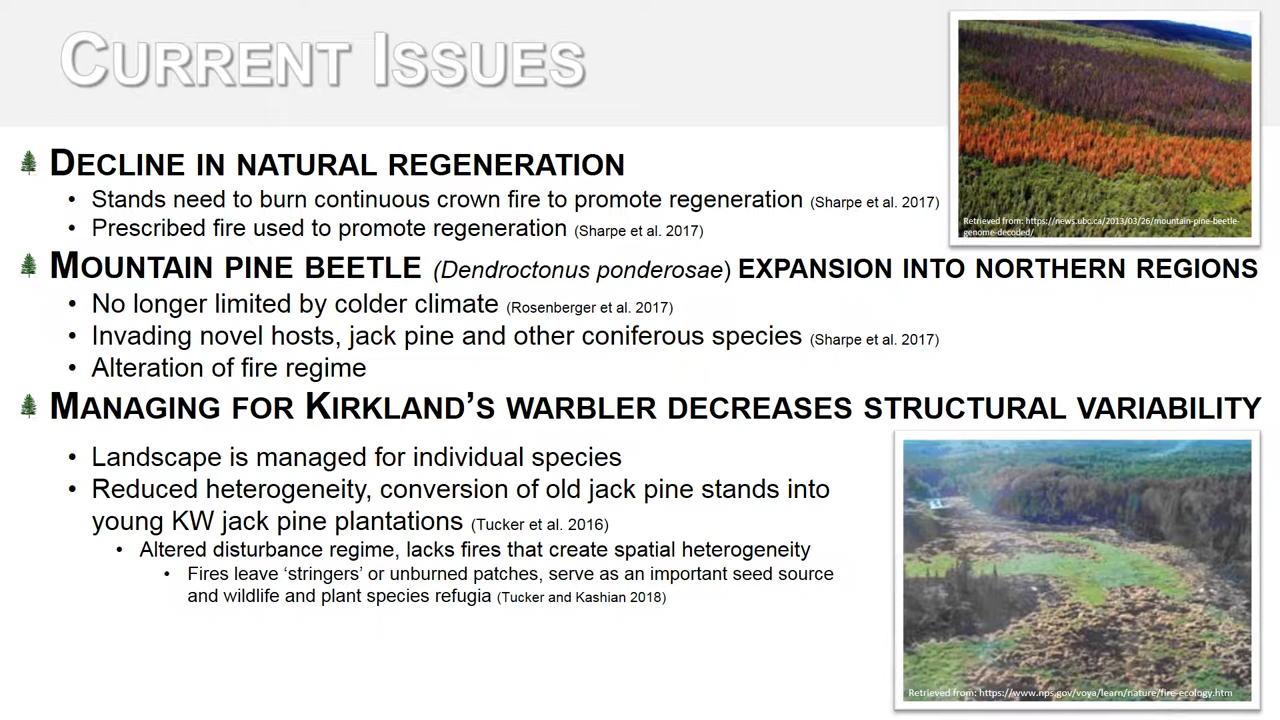 CURRENT ISSUES
DECLINE IN NATURAL REGENERATION
• Stands need to burn continuous crown fire to promote regeneration (Sharpe et al. 2017)
• Prescribed fire used to promote regeneration (Sharpe et al. 2017)
Retrieved from: https://news.ubc.ca/2013/03/26/mountain-pine-beetle-
genome-decoded/
MOUNTAIN PINE BEETLE (Dendroctonus ponderosae) EXPANSION INTO NORTHERN REGIONS
• No longer limited by colder climate (Rosenberger et al. 2017)
• Invading novel hosts, jack pine and other coniferous species (Sharpe et al. 2017)
• Alteration of fire regime
MANAGING FOR KIRKLAND’S WARBLER DECREASES STRUCTURAL VARIABILITY
• Landscape is managed for individual species
• Reduced heterogeneity, conversion of old jack pine stands into
young KW jack pine plantations (Tucker et al. 2016)
• Altered disturbance regime, lacks fires that create spatial heterogeneity
• Fires leave ‘stringers’ or unburned patches, serve as an important seed source
and wildlife and plant species refugia (Tucker and Kashian 2018)
Retrieved from: https://www.nps.gov/voya/learn/nature/fire-ecology.htm